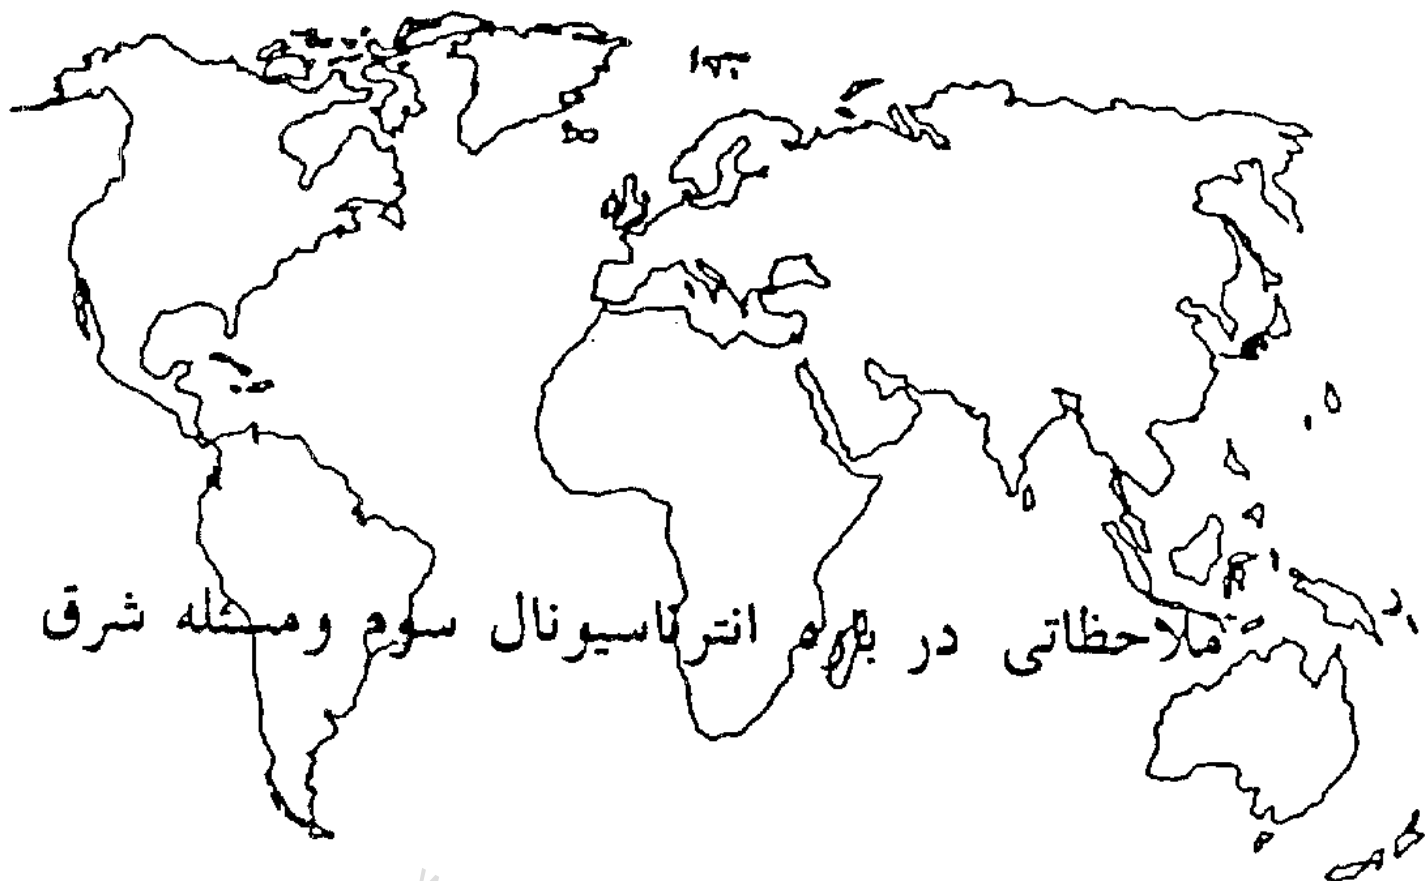 ملاحظاتی در باره انترناسیونال سوم ومسئله شرق